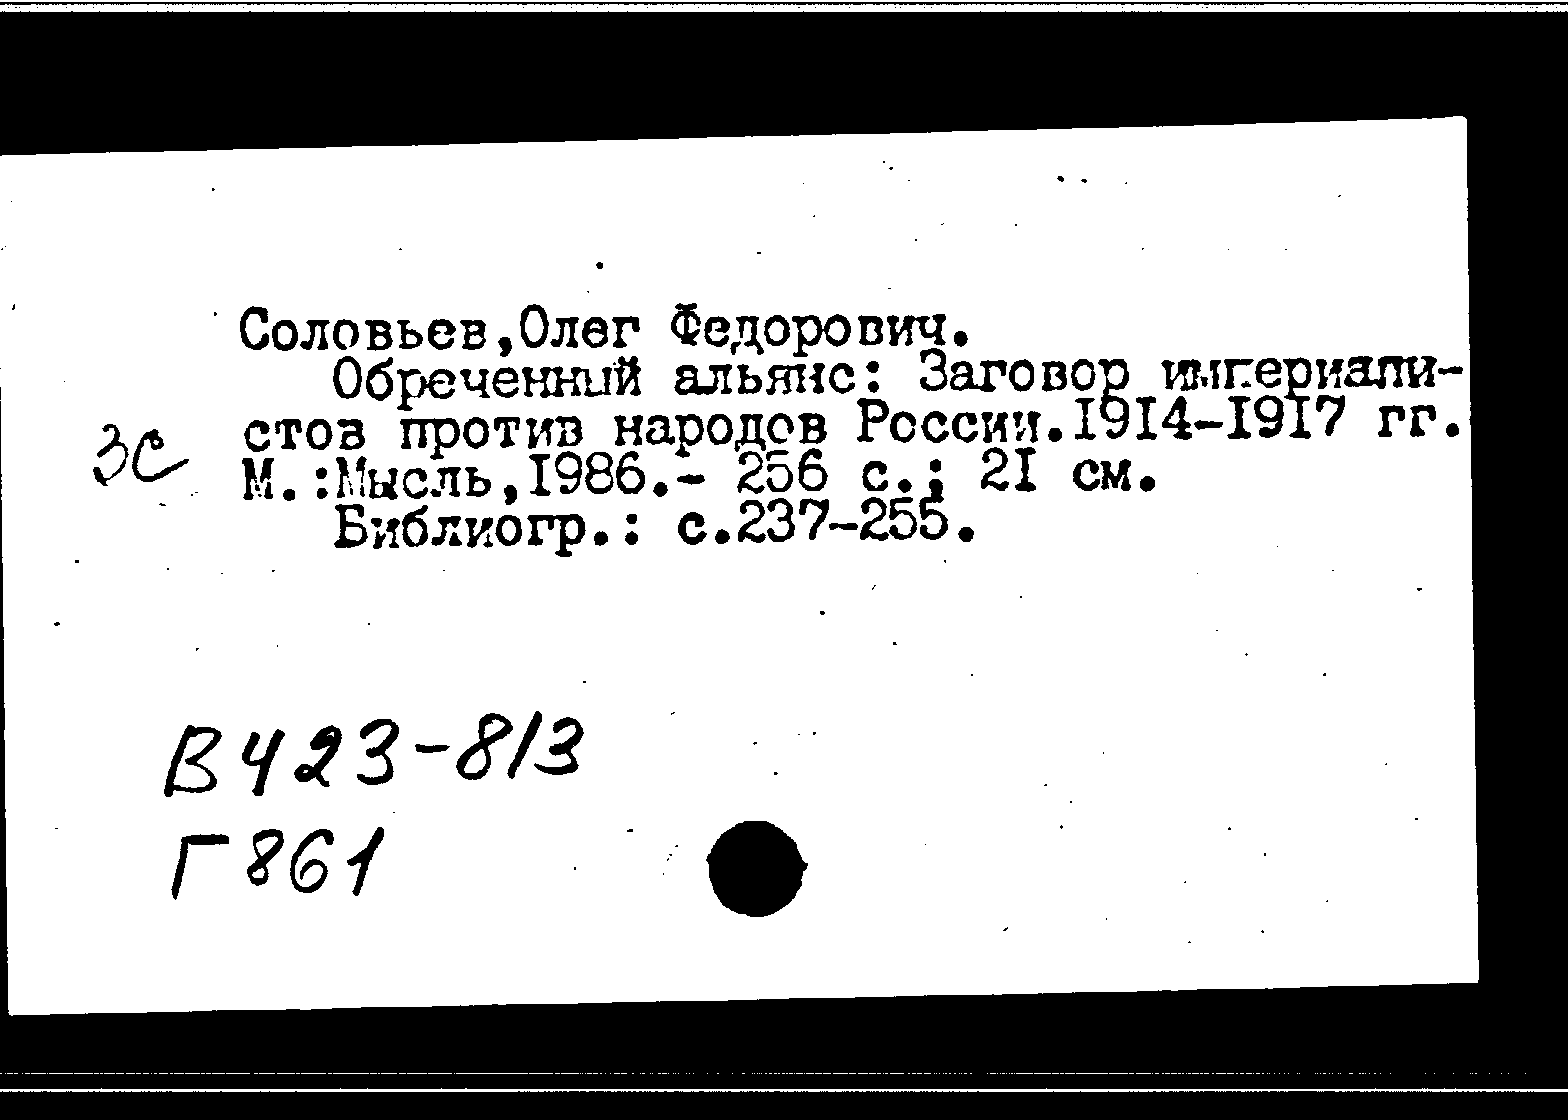 Соловьев,Олег Федорович.
Обреченный альянс: Заговор империали-
стов против народов России.1914-1917 гг.
зс
М.:Мысль,1986.- 256 с.; 21 см.
Библиогр.: с.237-255.
В423-813
Г861